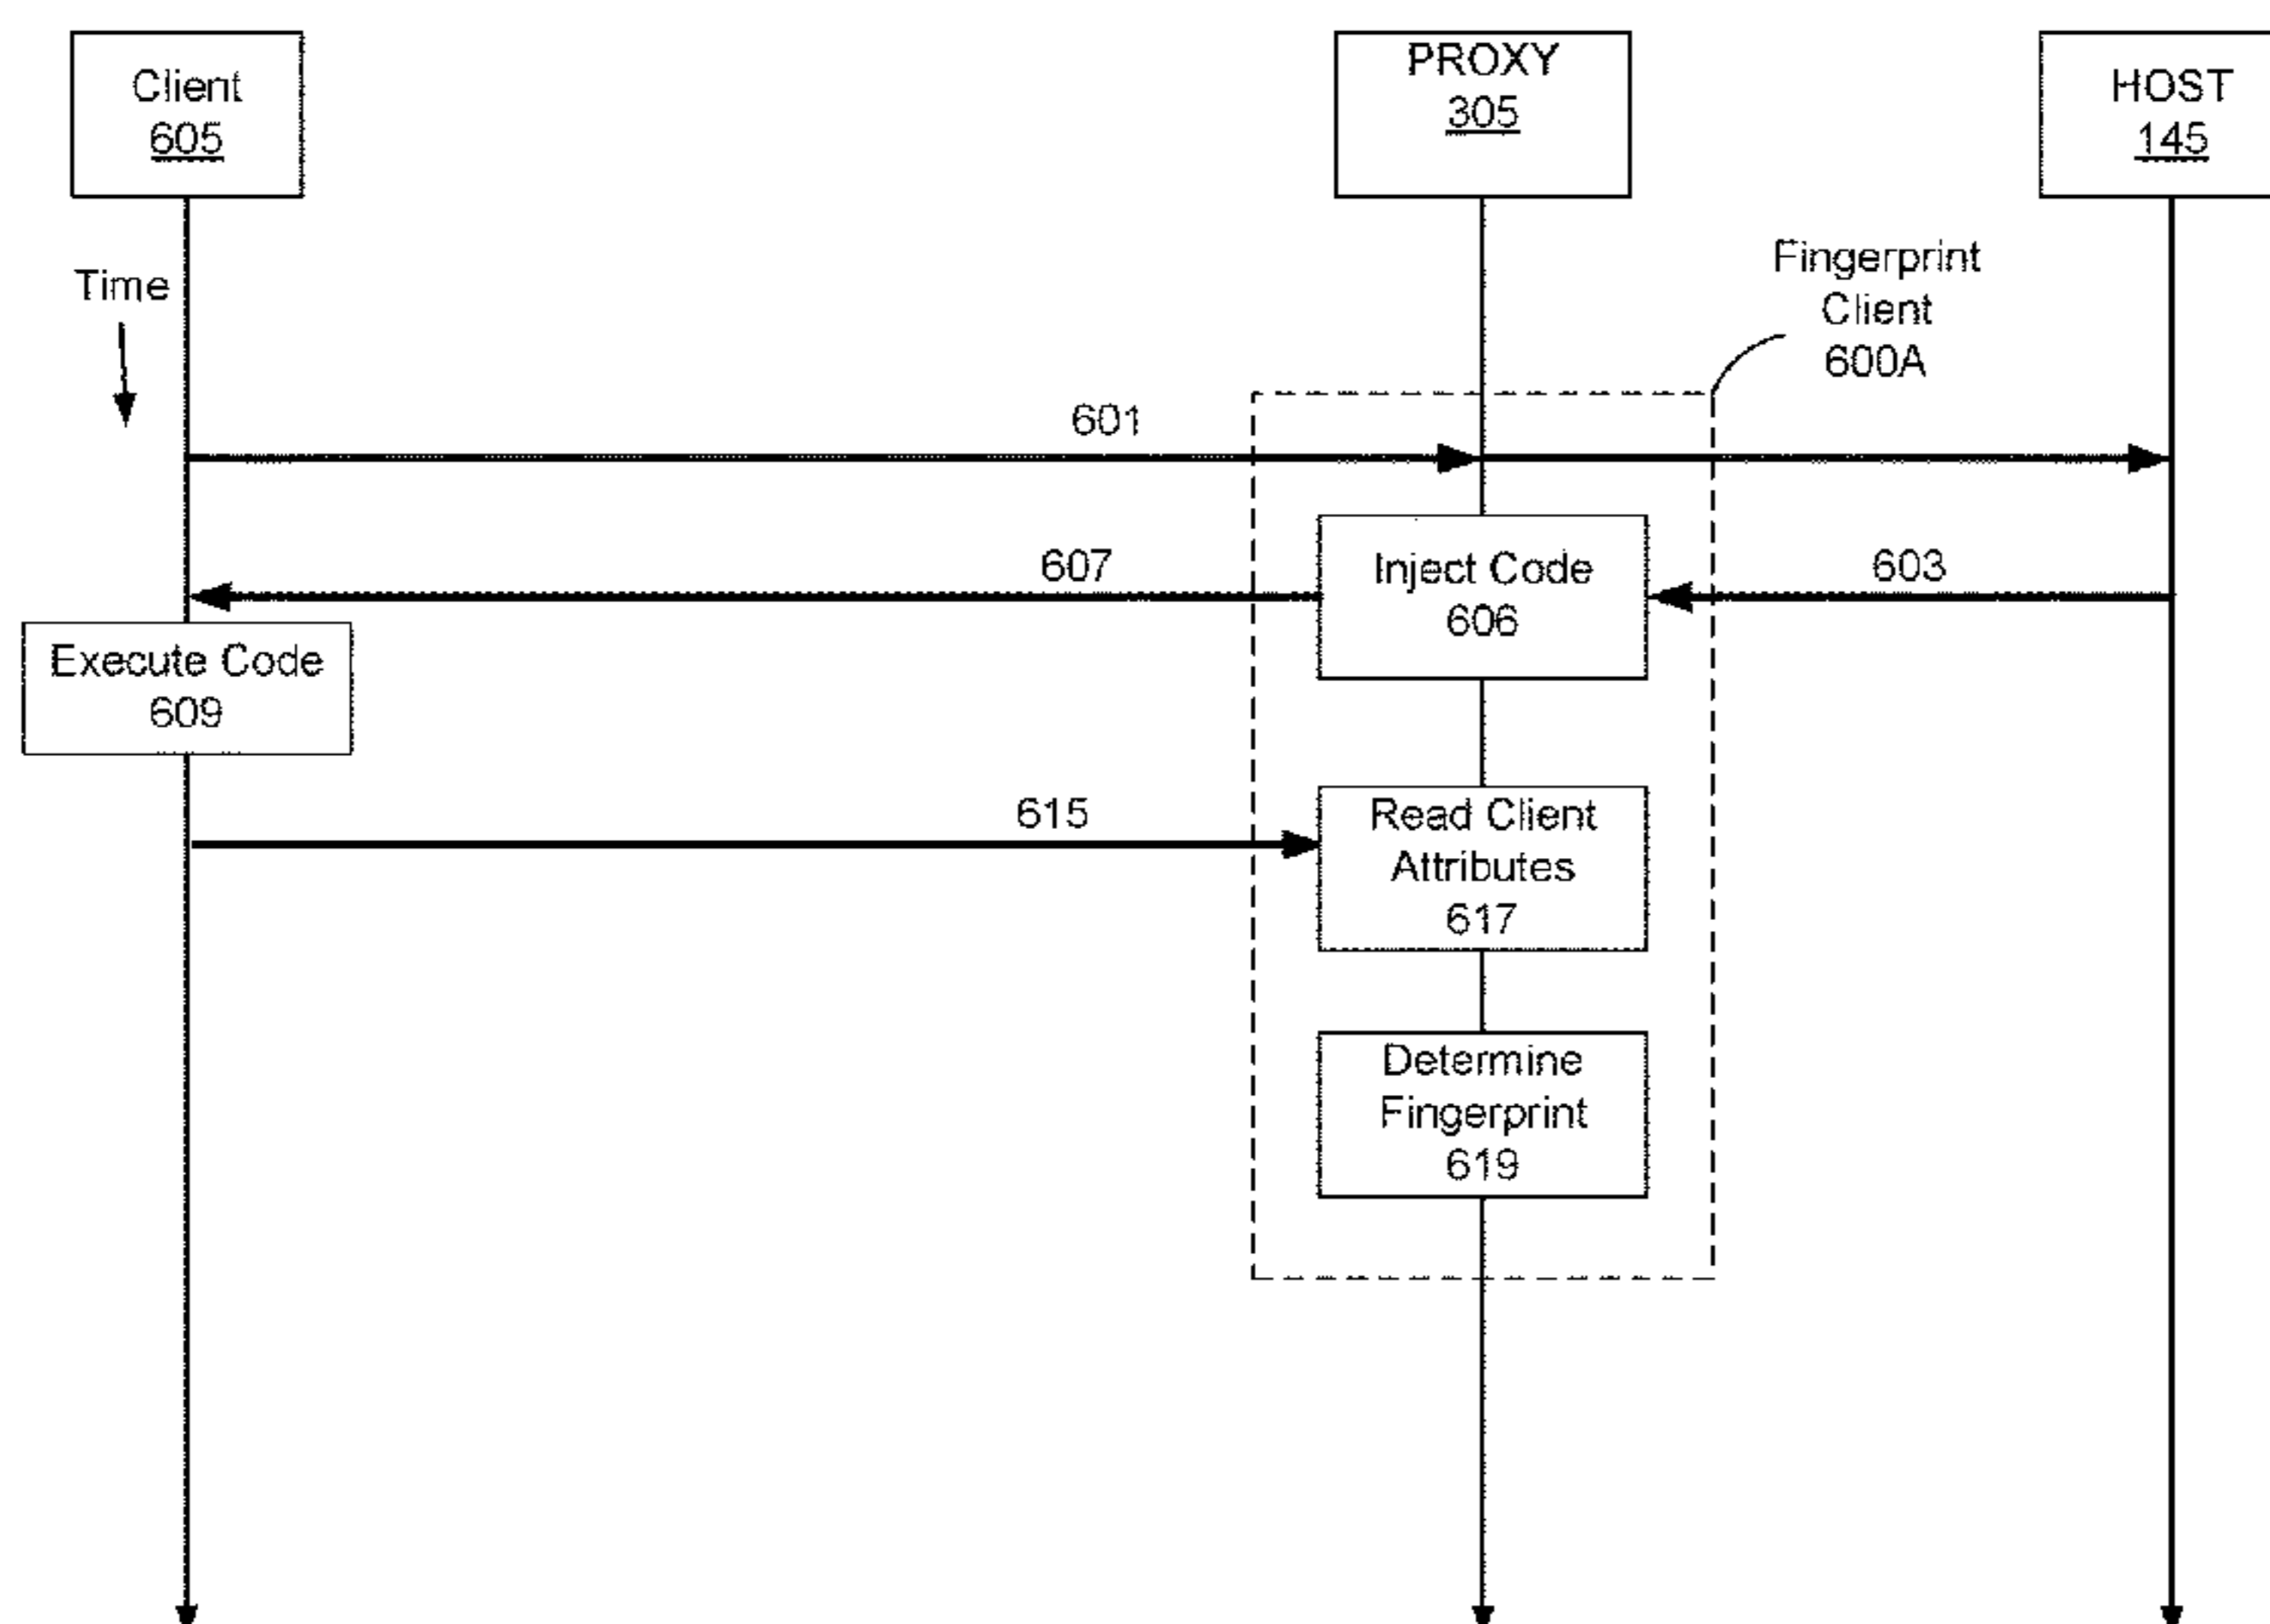 Client
605
PROXY
305
HOST
145
Time
Fingerprint
Client
600A
601
607
Inject Code
606
603
Execute Code
609
615
Read Client
Attributes
617
Determine
Fingerprint
619